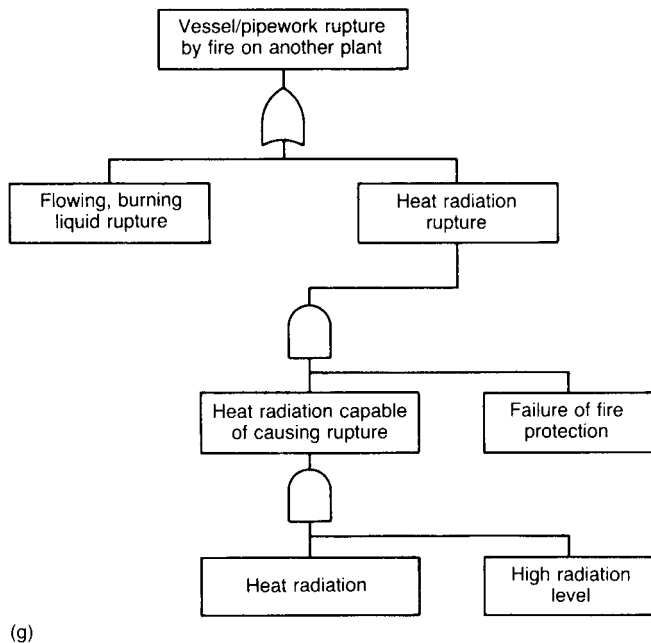 Vessel/pipework rupture
by fire on another plant
Flowing, burning
liquid rupture
Heat radiation
rupture
Heat radiation capable
of causing rupture
Failure of fire
protection
Heat radiation
High radiation
level
(g)